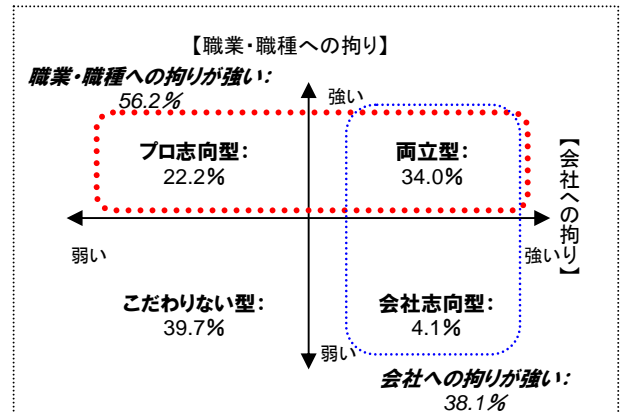 【職業・職種への拘り】
職業・職種への拘りが強い：
56.2％
強い
プロ志向型：
22.2％
両立型：
34.0％
【会社への拘り】
弱い
強い
こだわりない型：
39.7％
会社志向型：
4.1％
弱い
会社への拘りが強い：
38.1％